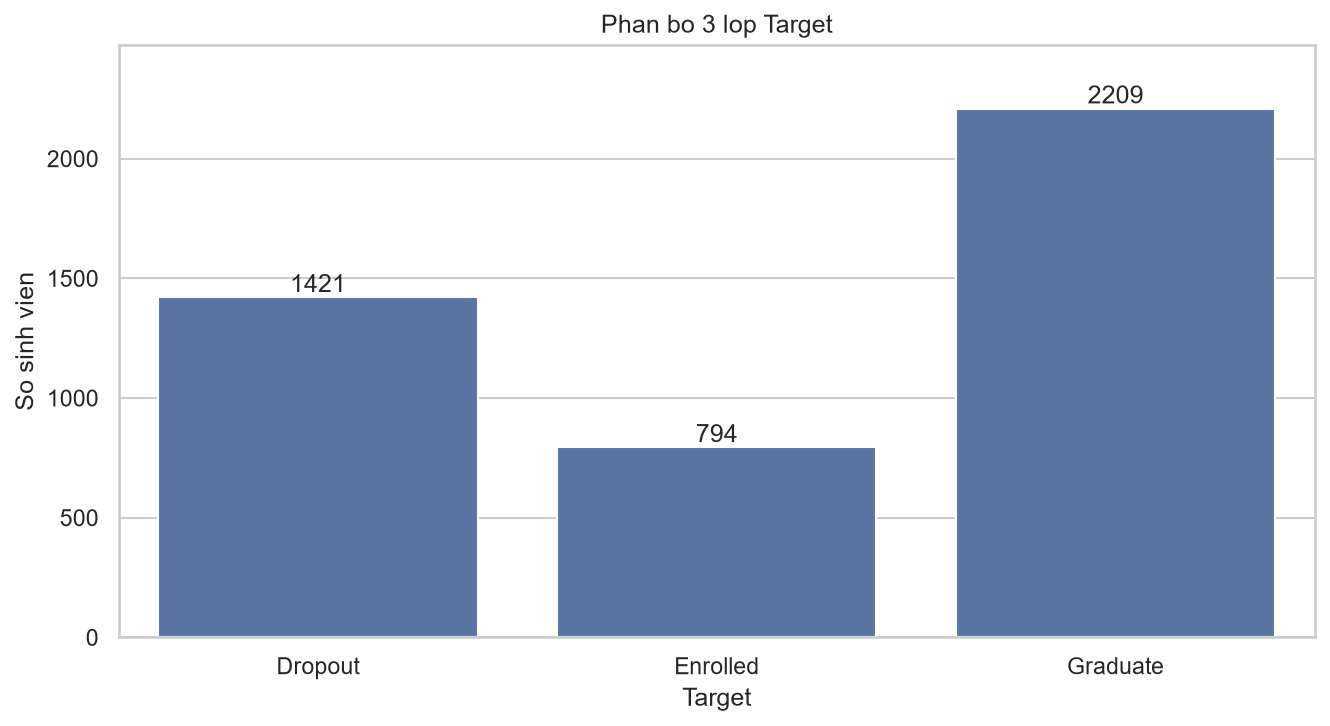 Phan bo 3 lop Target
So sinh vien
2000
1500
1000
500
0
1421
794
2209
Dropout
Enrolled
Graduate
Target